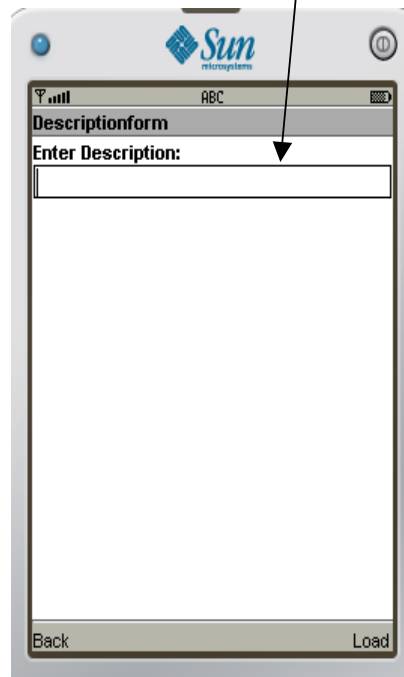 Sun
microsystems
ABC
Descriptionform
Enter Description:
Back Load